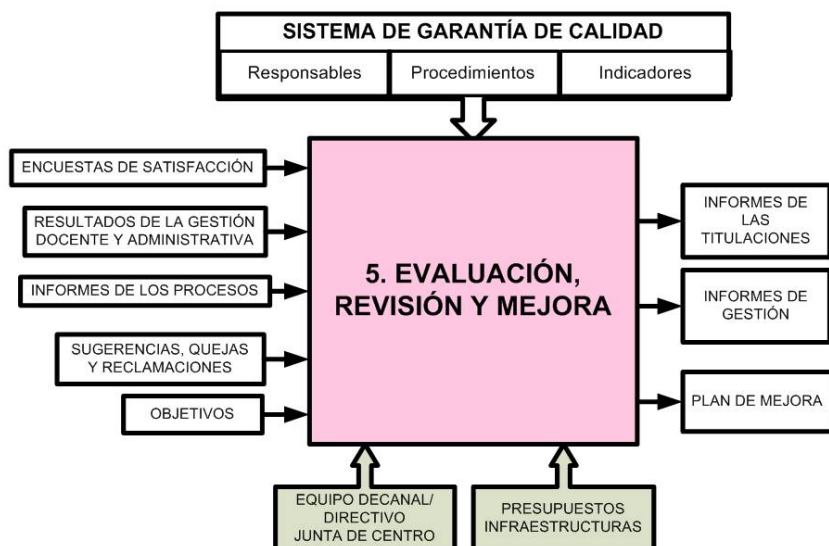 SISTEMA DE GARANTÍA DE CALIDAD
Responsables
Procedimientos
Indicadores
ENCUESTAS DE SATISFACCIÓN
RESULTADOS DE LA GESTIÓN
DOCENTE Y ADMINISTRATIVA
INFORMES DE LOS PROCESOS
SUGERENCIAS, QUEJAS
Y RECLAMACIONES
OBJETIVOS
5. EVALUACIÓN,
REVISIÓN Y MEJORA
INFORMES DE
LAS
TITULACIONES
INFORMES DE
GESTIÓN
PLAN DE MEJORA
EQUIPO DECANAL/
DIRECTIVO
JUNTA DE CENTRO
PRESUPUESTOS
INFRAESTRUCTURAS